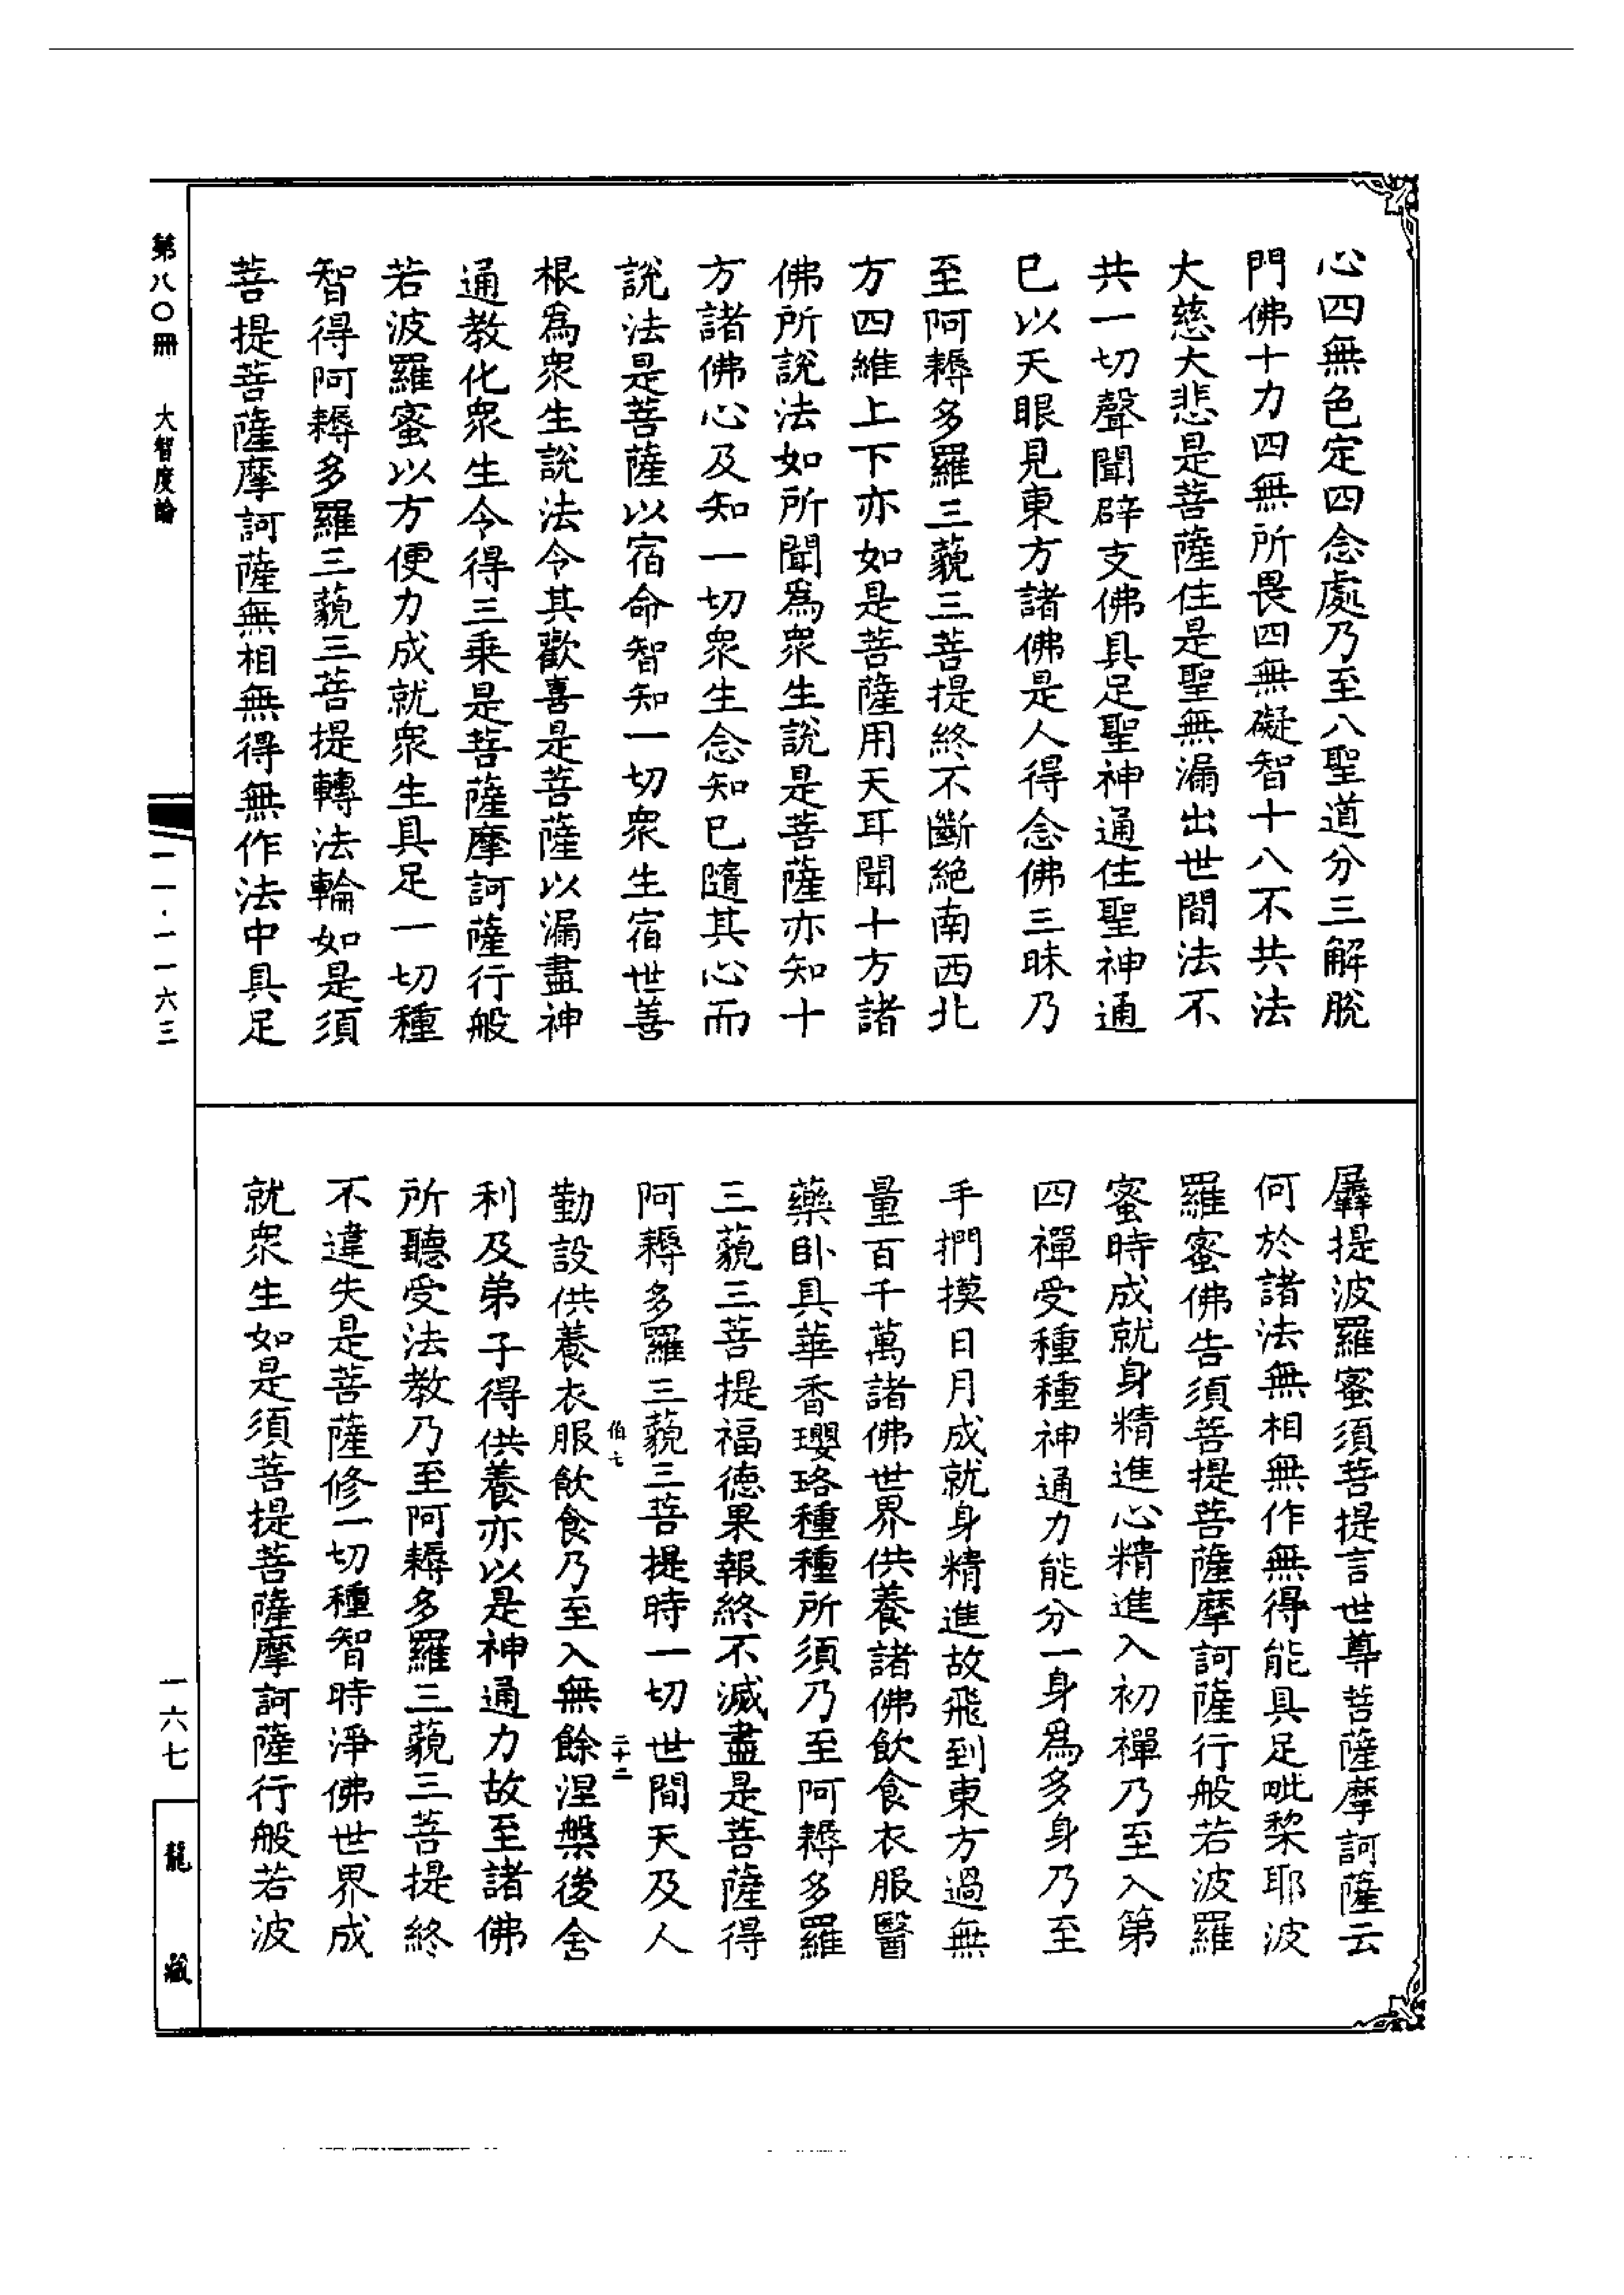 心四無色定四念處乃至八聖道分三解脫
門佛十力四無所畏四無礙智十八不共法
大慈大悲是菩薩住是聖無漏出世間法不
共一切聲聞辟支佛具足聖神通住聖神通
已以天眼見東方諸佛是人得念佛三昧乃
至阿耨多羅三藐三菩提終不斷絕南西北
方四維上下亦如是菩薩用天耳聞十方諸
佛所說法如所聞爲衆生說是菩薩亦知十
方諸佛心及知一切衆生念知已隨其心而
說法是菩薩以宿命智知一切衆生宿世善
根爲衆生說法令其歡喜是菩薩以漏盡神
通教化衆生令得三乘是菩薩摩訶薩行般
若波羅蜜以方便力成就衆生具足一切種
智得阿耨多羅三藐三菩提轉法輪如是須
菩提菩薩摩訶薩無相無得無作法中具足
羼提波羅蜜須菩提言世尊菩薩摩訶薩云
何於諸法無相無作無得能具足毗棃耶波
羅蜜佛告須菩提菩薩摩訶薩行般若波羅
蜜時成就身精進心精進入初禪乃至入第
四禪受種種神通力能分一身爲多身乃至
手捫摸日月成就身精進故飛到東方過無
量百千萬諸佛世界供養諸佛飲食衣服醫
藥卧具華香瓔珞種種所須乃至阿耨多羅
三藐三菩提福德果報終不滅盡是菩薩得
阿耨多羅三藐三菩提時一切世間天及人
伯七 二十二
勤設供養衣服飲食乃至入無餘涅槃後舍
利及弟子得供養亦以是神通力故至諸佛
所聽受法教乃至阿耨多羅三藐三菩提終
不違失是菩薩修一切種智時淨佛世界成
就衆生如是須菩提菩薩摩訶薩行般若波
第八〇冊 大智度論
一一·一一六三
一六七
龍藏